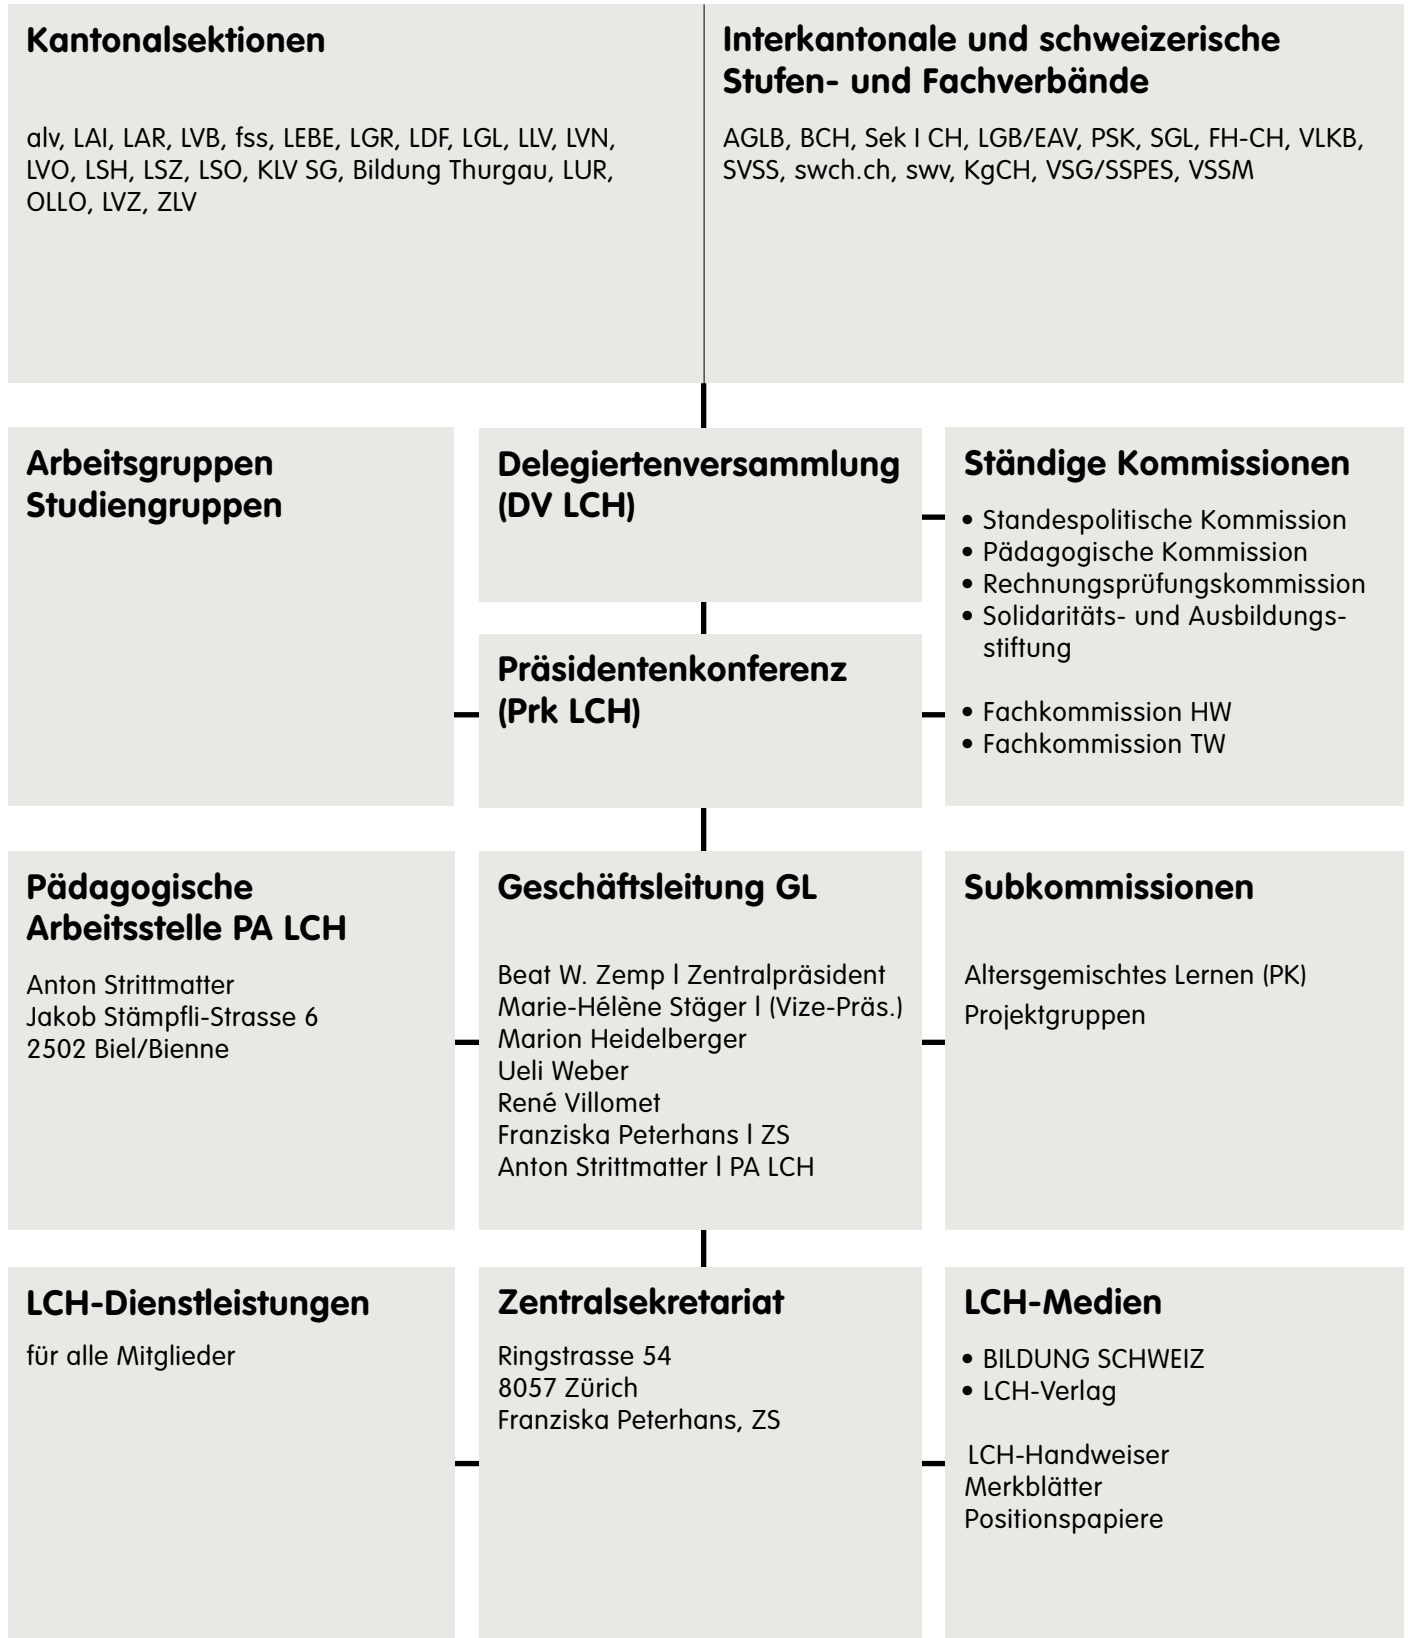 Kantonalsektionen
alv, LAI, LAR, LVB, fss, LEBE, LGR, LDF, LGL, LLV, LVN,
LVO, LSH, LSZ, LSO, KLV SG, Bildung Thurgau, LUR,
OLLO, LVZ, ZLV
Interkantonale und schweizerische
Stufen- und Fachverbände
AGLB, BCH, Sek I CH, LGB/EAV, PSK, SGL, FH-CH, VLKB,
SVSS, swch.ch, swv, KgCH, VSG/SSPES, VSSM
Arbeitsgruppen
Studiengruppen
Delegiertenversammlung
(DV LCH)
Präsidentenkonferenz
(Prk LCH)
Ständige Kommissionen
• Standespolitische Kommission
• Pädagogische Kommission
• Rechnungsprüfungskommission
• Solidaritäts- und Ausbildungs-
stiftung
• Fachkommission HW
• Fachkommission TW
Pädagogische
Arbeitsstelle PA LCH
Anton Strittmatter
Jakob Stämpfli-Strasse 6
2502 Biel/Bienne
Geschäftsleitung GL
Beat W. Zemp l Zentralpräsident
Marie-Hélène Stäger l (Vize-Präs.)
Marion Heidelberger
Ueli Weber
René Villomet
Franziska Peterhans l ZS
Anton Strittmatter l PA LCH
Subkommissionen
Altersgemischtes Lernen (PK)
Projektgruppen
LCH-Dienstleistungen
für alle Mitglieder
Zentralsekretariat
Ringstrasse 54
8057 Zürich
Franziska Peterhans, ZS
LCH-Medien
• BILDUNG SCHWEIZ
• LCH-Verlag
LCH-Handweiser
Merkblätter
Positionspapiere